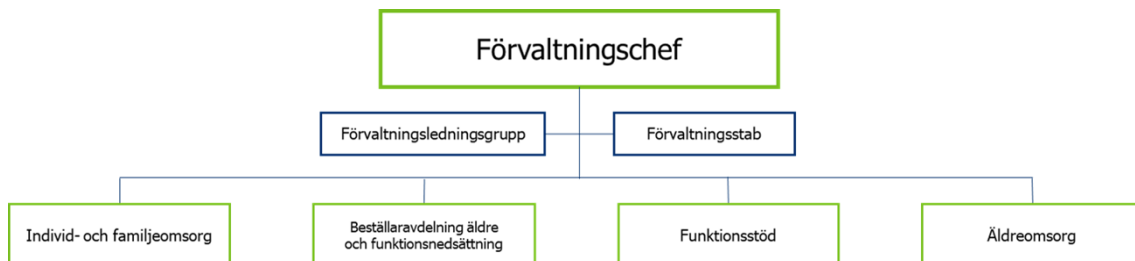 Förvaltningschef
Förvaltningsledningsgrupp
Förvaltningsstab
Individ- och familjeomsorg
Beställaravdelning äldre
och funktionsnedsättning
Funktionsstöd
Äldreomsorg